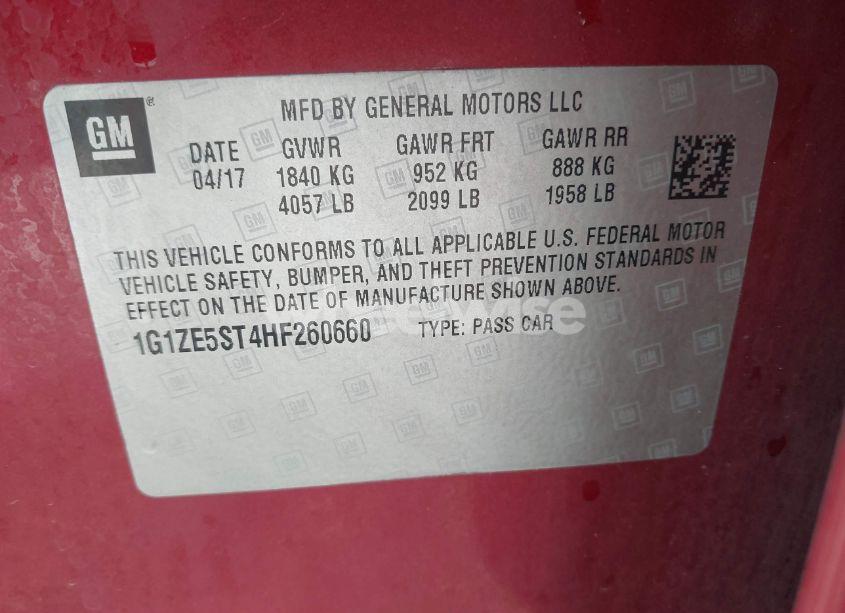 GM®
MFD BY GENERAL MOTORS LLC
DATE GVWR GAWR FRT GAWR RR
04/17 1840 KG 952 KG 888 KG
4057 LB 2099 LB 1958 LB
THIS VEHICLE CONFORMS TO ALL APPLICABLE U.S. FEDERAL MOTOR
VEHICLE SAFETY, BUMPER, AND THEFT PREVENTION STANDARDS IN
EFFECT ON THE DATE OF MANUFACTURE SHOWN ABOVE.
1G1ZE5ST4HF260660 TYPE: PASS CAR